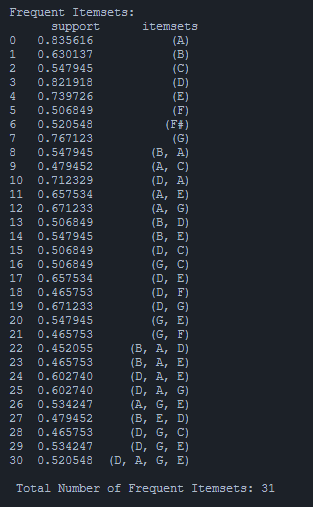 Frequent Itemsets:
support itemsets
0 0.835616 (A)
1 0.630137 (B)
2 0.547945 (C)
3 0.821918 (D)
4 0.739726 (E)
5 0.506849 (F)
6 0.520548 (F#)
7 0.767123 (G)
8 0.547945 (B, A)
9 0.479452 (A, C)
10 0.712329 (D, A)
11 0.657534 (A, E)
12 0.671233 (A, G)
13 0.506849 (B, D)
14 0.547945 (B, E)
15 0.506849 (D, C)
16 0.506849 (G, C)
17 0.657534 (D, E)
18 0.465753 (D, F)
19 0.671233 (D, G)
20 0.547945 (G, E)
21 0.465753 (G, F)
22 0.452055 (B, A, D)
23 0.465753 (B, A, E)
24 0.602740 (D, A, E)
25 0.602740 (D, A, G)
26 0.534247 (A, G, E)
27 0.479452 (B, E, D)
28 0.465753 (D, G, C)
29 0.534247 (D, G, E)
30 0.520548 (D, A, G, E)
Total Number of Frequent Itemsets: 31